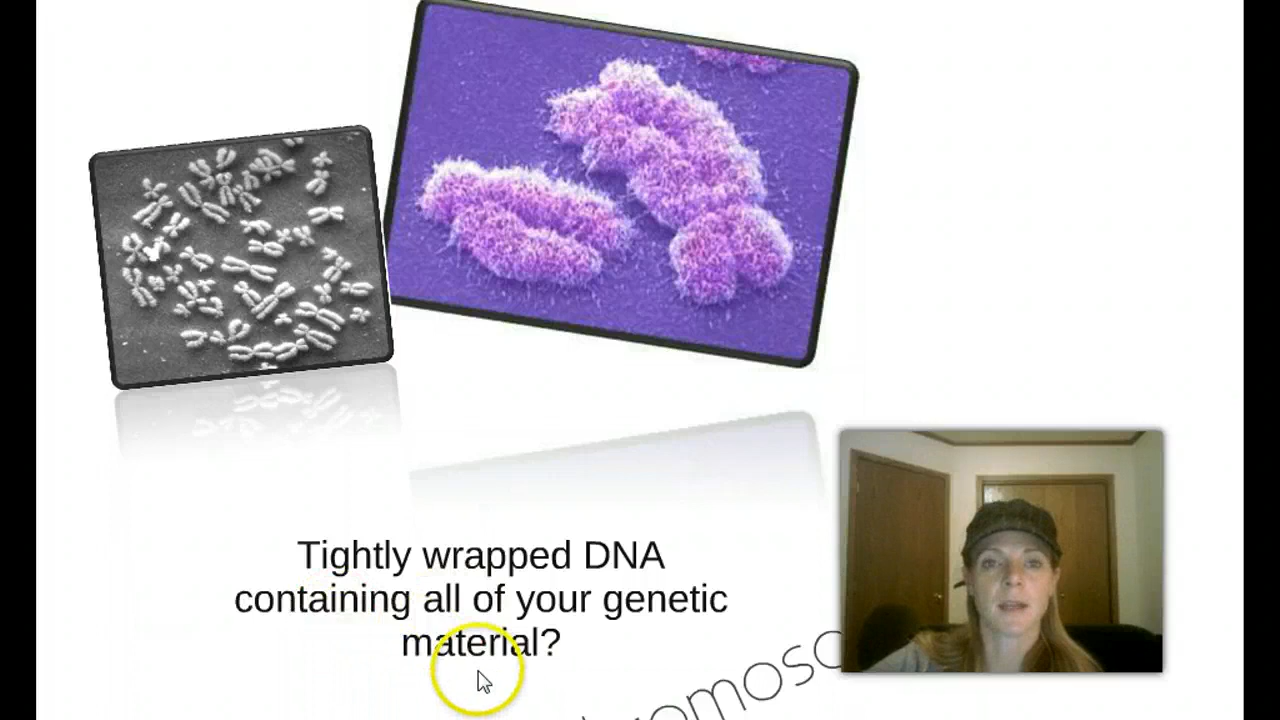 Tightly wrapped DNA
containing all of your genetic
material?